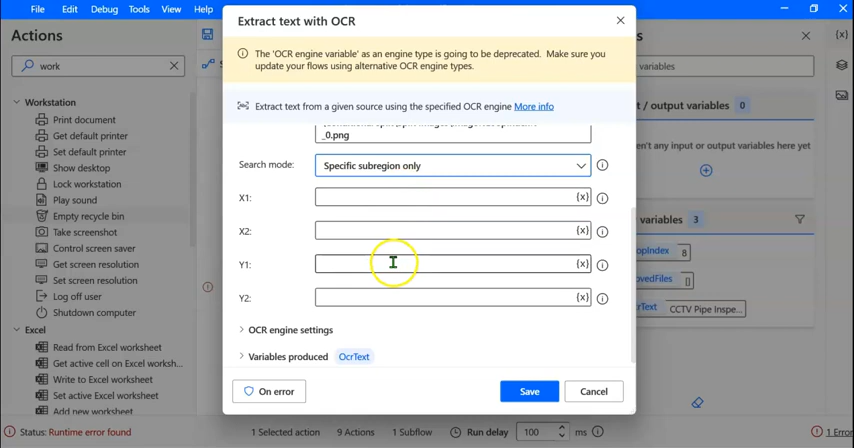 File Edit Debug Tools View Help
Actions
work
Workstation
Print document
Get default printer
Set default printer
Show desktop
Lock workstation
Play sound
Empty recycle bin
Take screenshot
Control screen saver
Get screen resolution
Set screen resolution
Log off user
Shutdown computer
Excel
Read from Excel worksheet
Get active cell on Excel worksh...
Write to Excel worksheet
Set active Excel worksheet
Add new worksheet
Extract text with OCR
The 'OCR engine variable' as an engine type is going to be deprecated. Make sure you
update your flows using alternative OCR engine types.
Extract text from a given source using the specified OCR engine More info
_0.png
Search mode: Specific subregion only
X1: {x}
X2: {x}
Y1: {x}
Y2: {x}
OCR engine settings
Variables produced OcrText
On error Save Cancel
{x}
variables
t / output variables 0
n't any input or output variables here yet
variables 3
opIndex 8
ovedFiles []
rText CCTV Pipe Inspe...
Status: Runtime error found 1 Selected action 9 Actions 1 Subflow Run delay 100 ms 1 Error